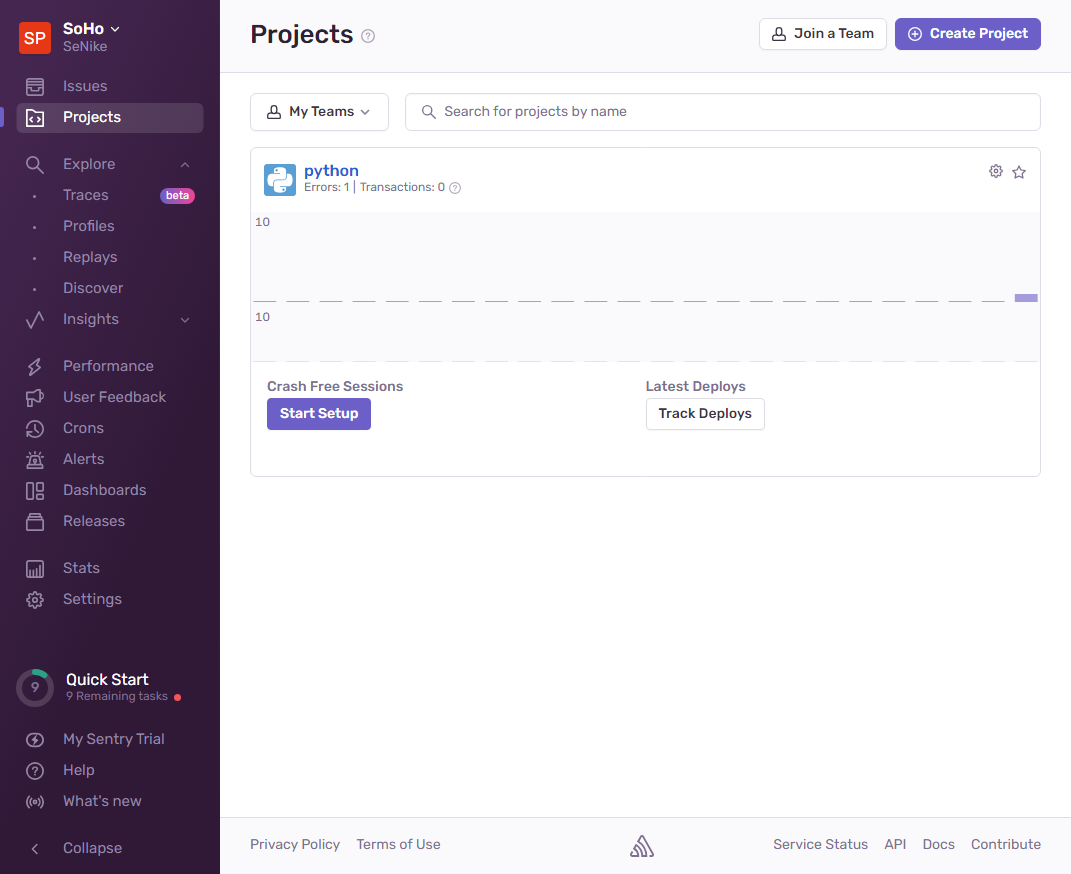 SP
SoHo
SeNike
Issues
Projects
Explore
Traces
beta
Profiles
Replays
Discover
Insights
Performance
User Feedback
Crons
Alerts
Dashboards
Releases
Stats
Settings
9
Quick Start
9 Remaining tasks
My Sentry Trial
Help
What's new
Collapse
Projects
Join a Team
Create Project
My Teams
Search for projects by name
python
Errors: 1 | Transactions: 0
10
10
Crash Free Sessions
Start Setup
Latest Deploys
Track Deploys
Privacy Policy
Terms of Use
Service Status
API
Docs
Contribute